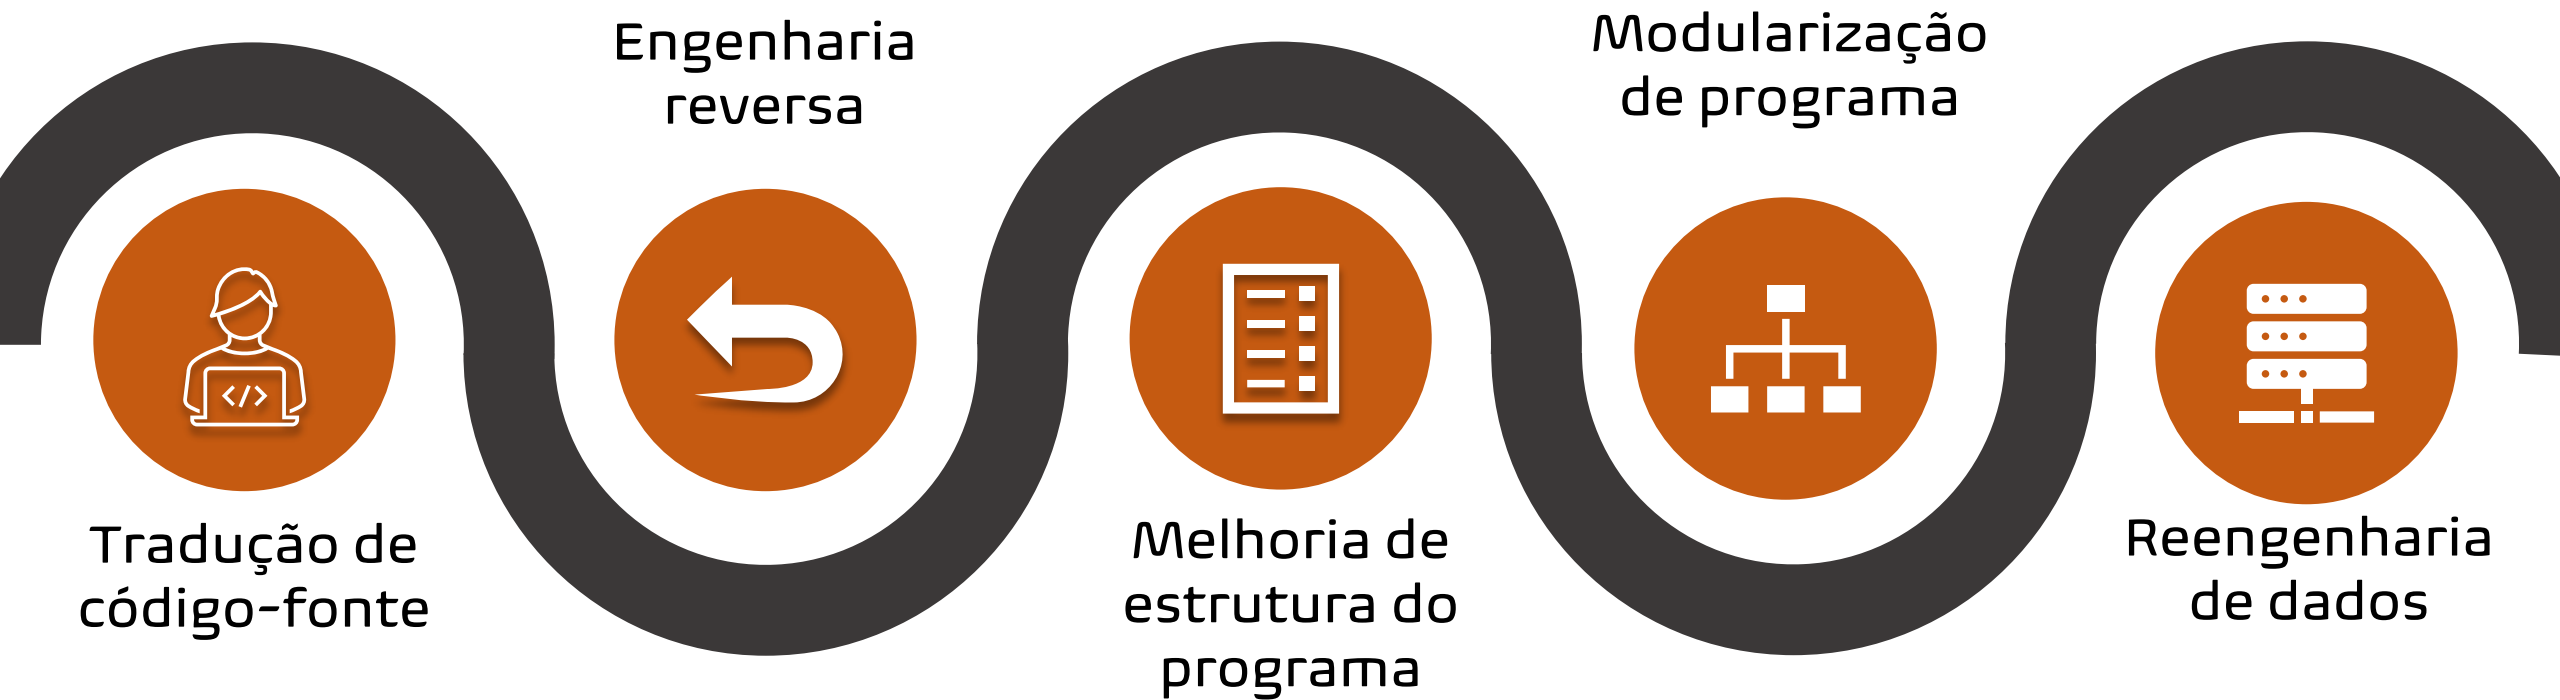 Tradução de
código-fonte
Engenharia
reversa
Melhoria de
estrutura do
programa
Modularização
de programa
Reengenharia
de dados